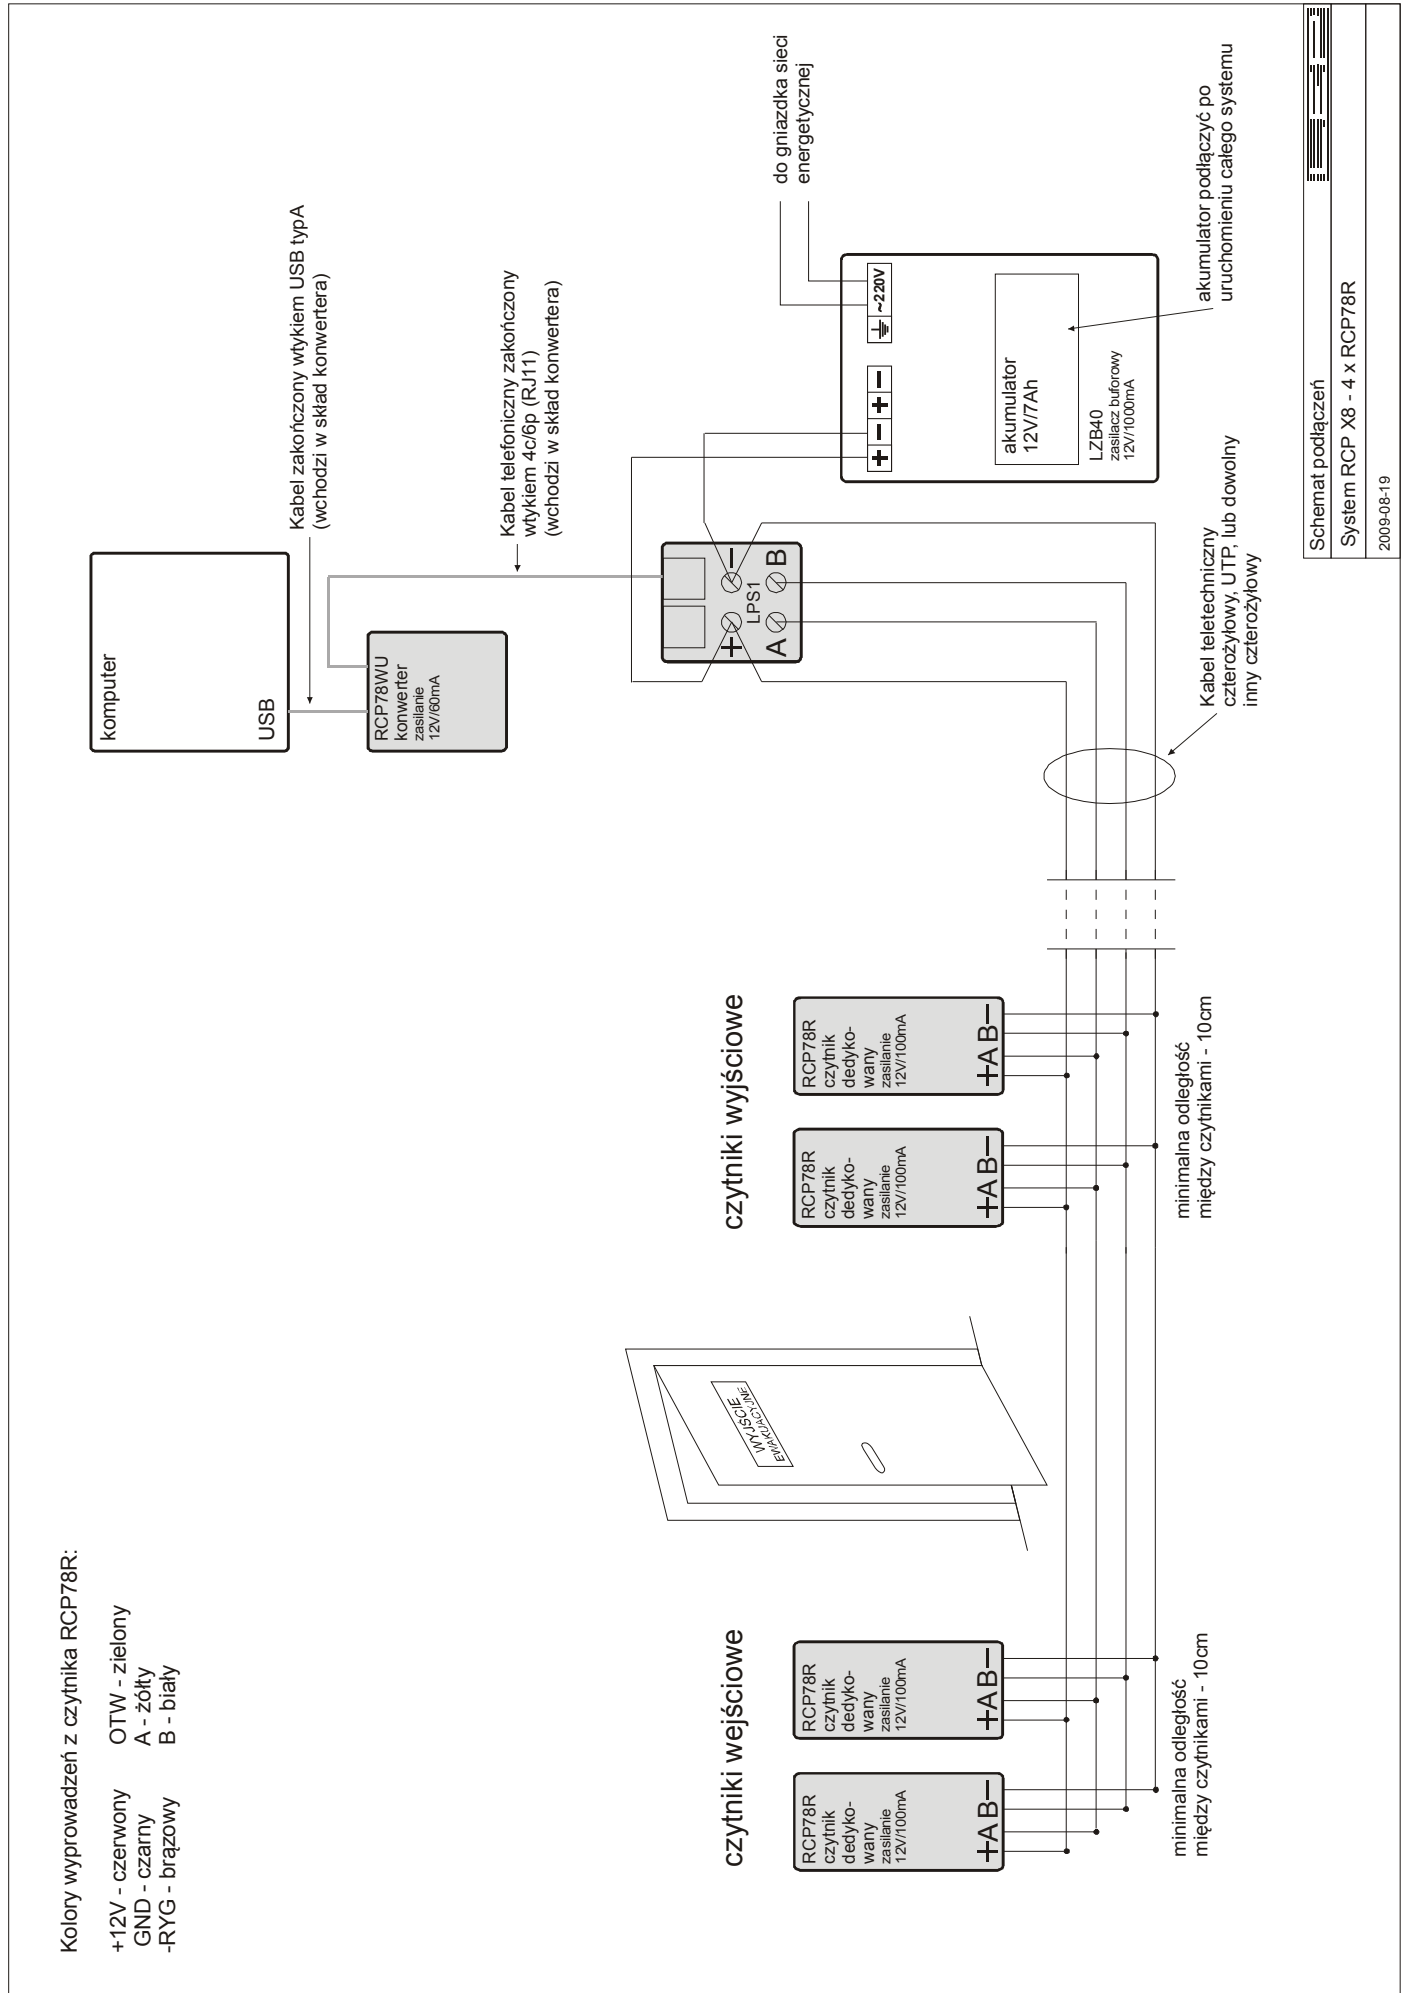 Kolory wyprowadzeń z czytnika RCP78R:
+12V - czerwony
GND - czarny
-RYG - brązowy
OTW - zielony
A - żółty
B - biały
komputer
USB
Kabel zakończony wtykiem USB typA
(wchodzi w skład konwertera)
RCP78WU
konwerter
zasilanie
12V/60mA
Kabel telefoniczny zakończony
wtykiem 4c/6p (RJ11)
(wchodzi w skład konwertera)
+ −
LPS1
A B
do gniazdka sieci
energetycznej
+ − + − ~220V
akumulator
12V/7Ah
LZB40
zasilacz buforowy
12V/1000mA
akumulator podłączyć po
uruchomieniu całego systemu
czytniki wejściowe
RCP78R
czytnik
dedyko-
wany
zasilanie
12V/100mA
+AB−
RCP78R
czytnik
dedyko-
wany
zasilanie
12V/100mA
+AB−
minimalna odległość
między czytnikami - 10cm
WYJŚCIE
EWAKUACYJNE
czytniki wyjściowe
RCP78R
czytnik
dedyko-
wany
zasilanie
12V/100mA
+AB−
RCP78R
czytnik
dedyko-
wany
zasilanie
12V/100mA
+AB−
minimalna odległość
między czytnikami - 10cm
Kabel teletechniczny
czterożyłowy, UTP, lub dowolny
inny czterożyłowy
Schemat podłączeń
System RCP X8 - 4 x RCP78R
2009-08-19